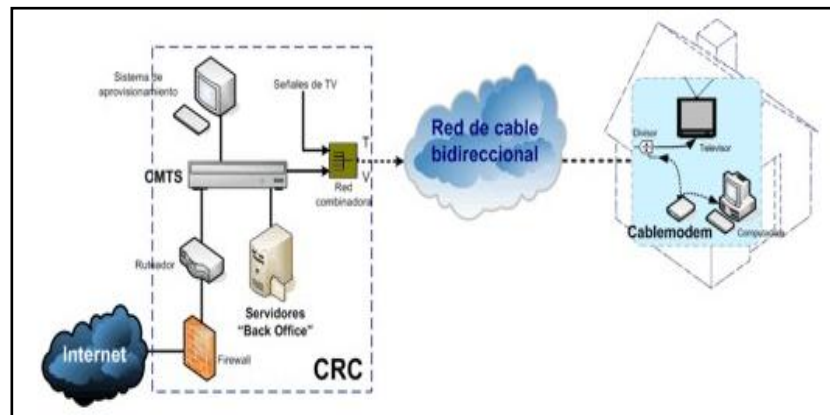 Sistema de
aprovisionamiento
Señales de TV
T
V
CMTS
Red
combinadora
Ruteador
Servidores
"Back Office"
Internet
Firewall
CRC
Red de cable
bidireccional
Divisor
Televisor
Cablemodem
Computadora